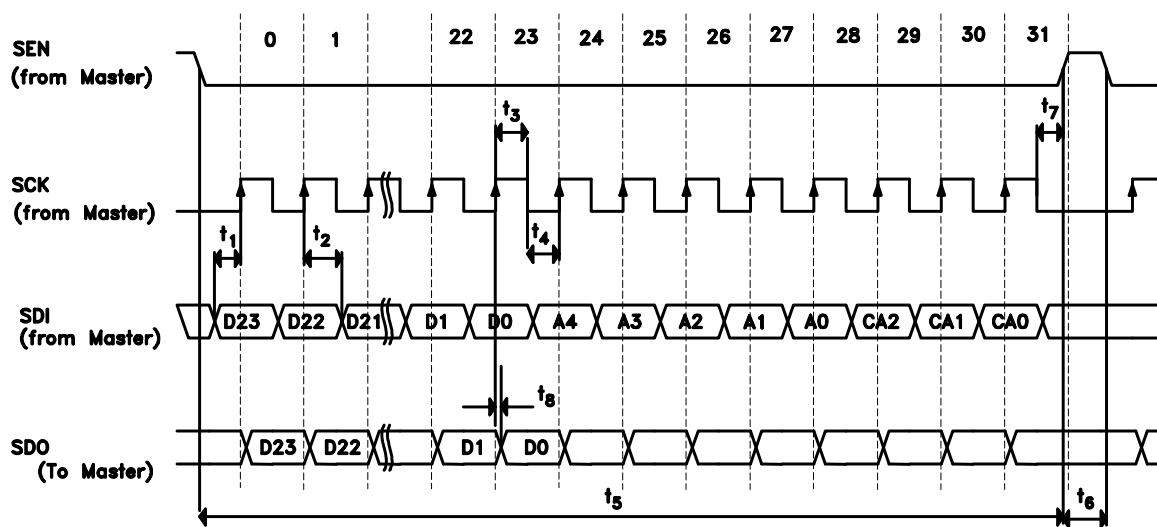 0 1 22 23 24 25 26 27 28 29 30 31
SEN
(from Master)
t3 t7
SCK
(from Master)
t1 t2 t4
SDI
(from Master)
D23 D22 D21 D1 D0 A4 A3 A2 A1 A0 CA2 CA1 CA0
t8
SDO
(To Master)
D23 D22 D1 D0
t5 t6